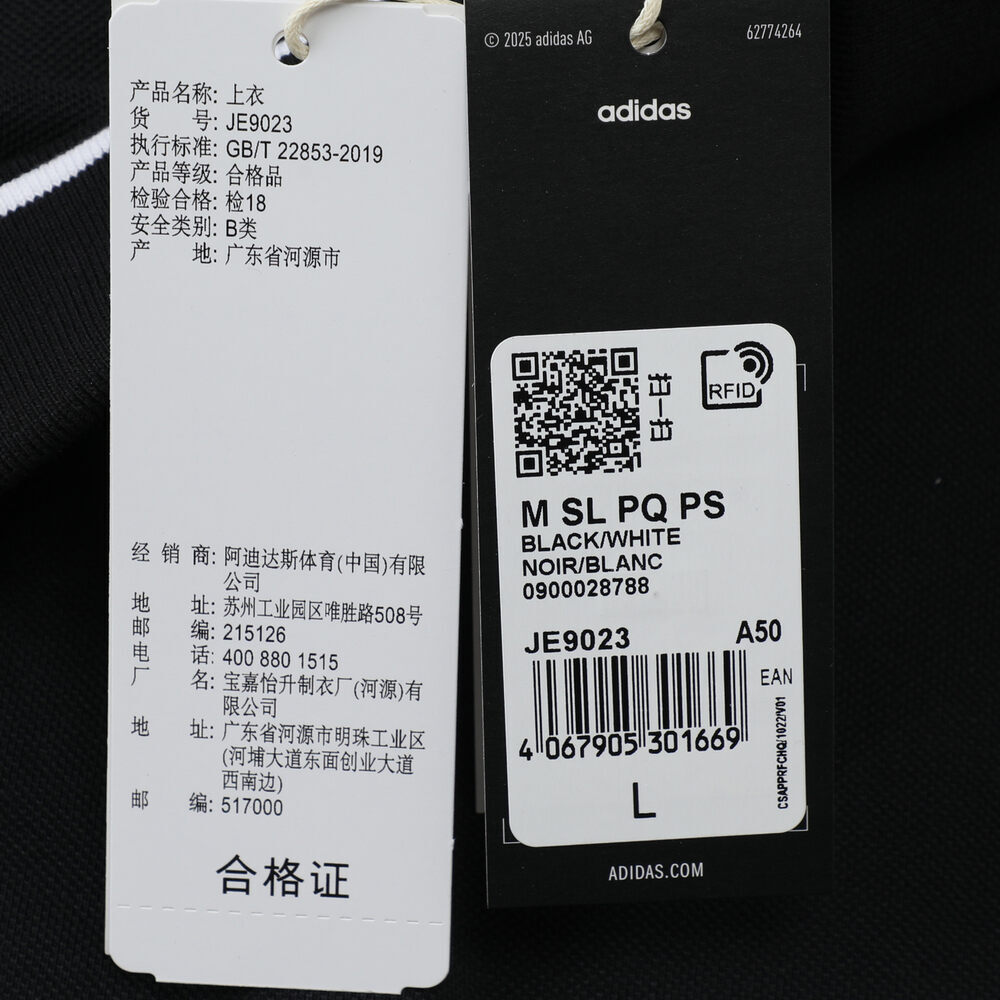 产品名称: 上衣
货 号: JE9023
执行标准: GB/T 22853-2019
产品等级: 合格品
检验合格: 检18
安全类别: B类
产 地: 广东省河源市
经 销 商: 阿迪达斯体育(中国)有限
公司
地 址: 苏州工业园区唯胜路508号
邮 编: 215126
电 话: 400 880 1515
厂 名: 宝嘉怡升制衣厂(河源)有
限公司
地 址: 广东省河源市明珠工业区
(河埔大道东面创业大道
西南边)
邮 编: 517000
合格证
© 2025 adidas AG
62774264
adidas
扫一扫
RFID
M SL PQ PS
BLACK/WHITE
NOIR/BLANC
0900028788
JE9023 A50
EAN
4 067905 301669
CSAPPRFCHQ/1022/V01
L
ADIDAS.COM